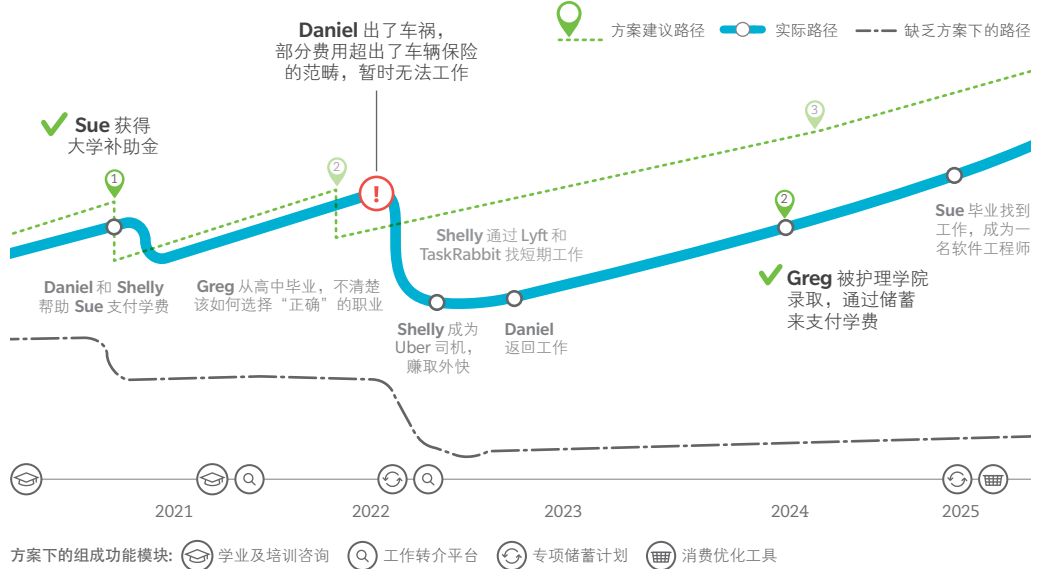 方案建议路径
实际路径
缺乏方案下的路径
Daniel 出了车祸，
部分费用超出了车辆保险
的范畴，暂时无法工作
Sue 获得
大学补助金
1
2
!
3
2
Daniel 和 Shelly
帮助 Sue 支付学费
Greg 从高中毕业，不清楚
该如何选择“正确”的职业
Shelly 通过 Lyft 和
TaskRabbit 找短期工作
Shelly 成为
Uber 司机，
赚取外快
Daniel
返回工作
Greg 被护理学院
录取，通过储蓄
来支付学费
Sue 毕业找到
工作，成为一
名软件工程师
2021
2022
2023
2024
2025
方案下的组成功能模块:
学业及培训咨询
工作转介平台
专项储蓄计划
消费优化工具